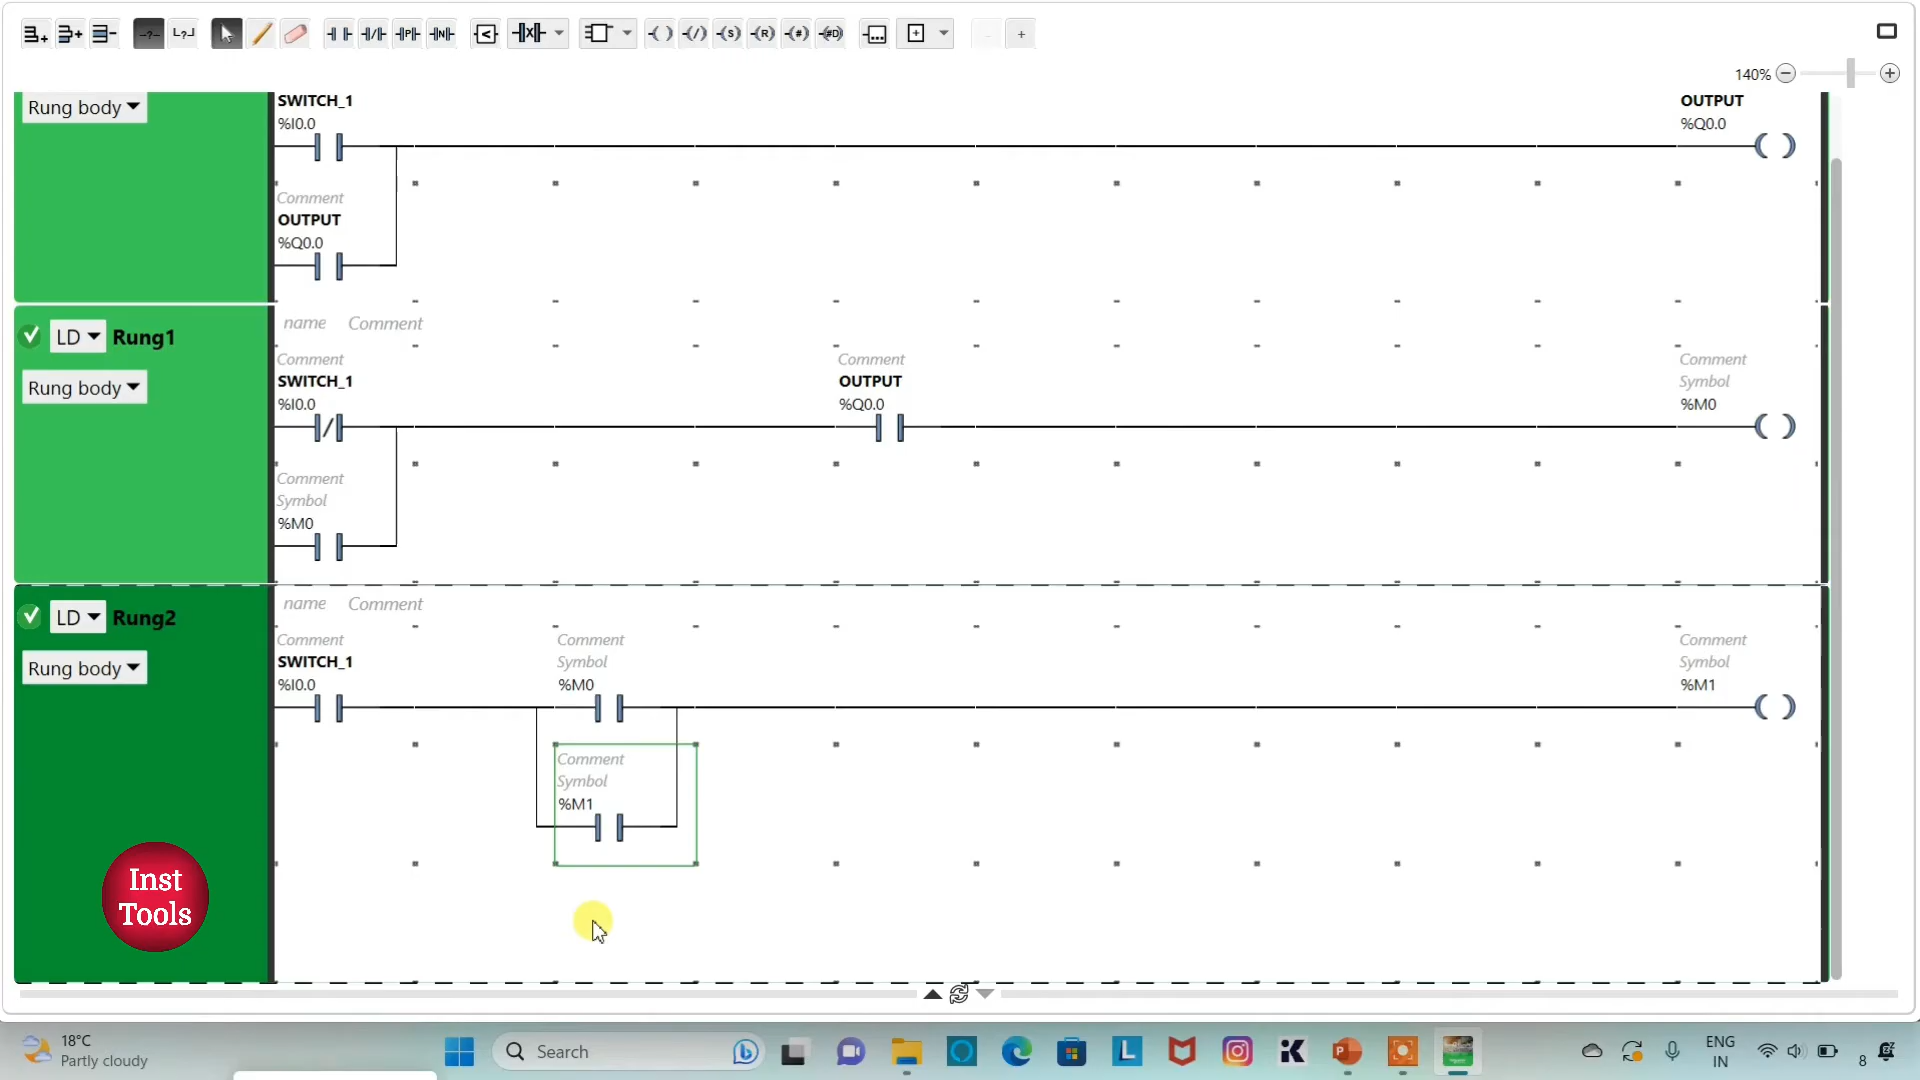 140%
Rung body
SWITCH_1
%I0.0
OUTPUT
%Q0.0
Comment
OUTPUT
%Q0.0
LD Rung1
name Comment
Rung body
Comment
SWITCH_1
%I0.0
Comment
OUTPUT
%Q0.0
Comment
Symbol
%M0
Comment
Symbol
%M0
LD Rung2
name Comment
Rung body
Comment
SWITCH_1
%I0.0
Comment
Symbol
%M0
Comment
Symbol
%M1
Comment
Symbol
%M1
Inst
Tools
18°C
Partly cloudy
Search
ENG
IN
8